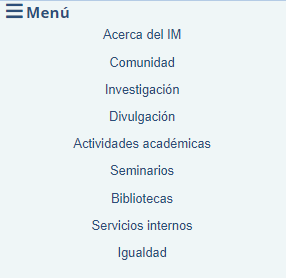 Menú
Acerca del IM
Comunidad
Investigación
Divulgación
Actividades académicas
Seminarios
Bibliotecas
Servicios internos
Igualdad